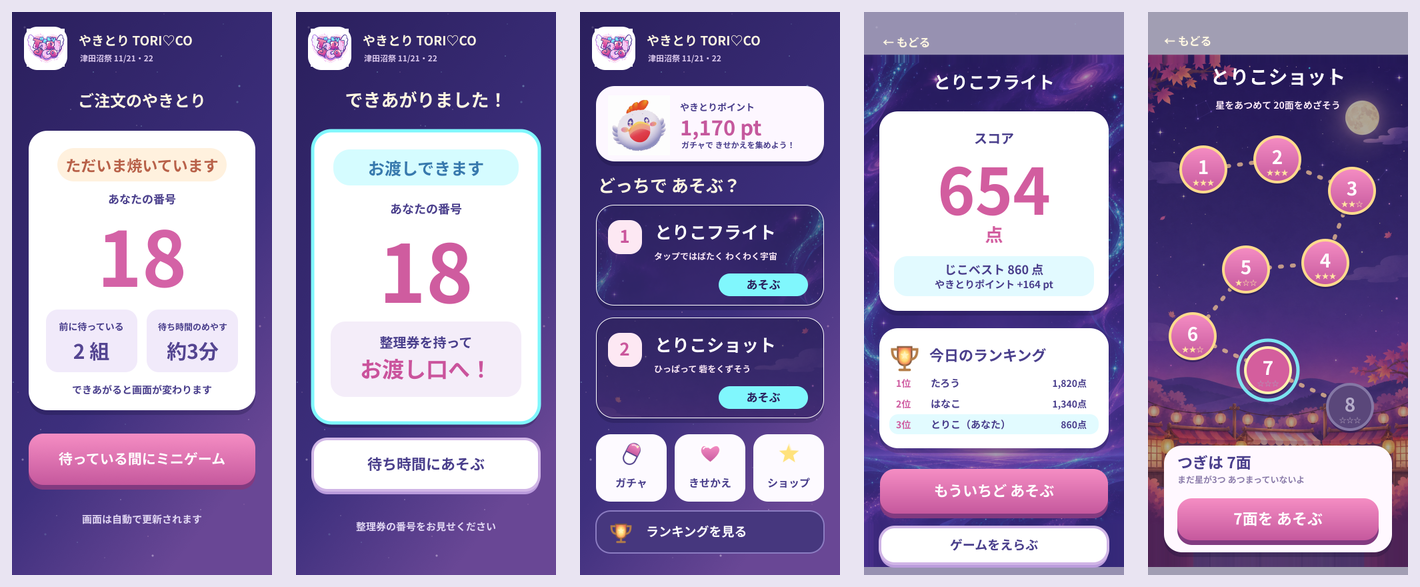 やきとり TORI♡CO
津田沼祭 11/21・22
ご注文のやきとり
ただいま焼いています
あなたの番号
18
前に待っている
2 組
待ち時間のめやす
約3分
できあがると画面が変わります
待っている間にミニゲーム
画面は自動で更新されます
やきとり TORI♡CO
津田沼祭 11/21・22
できあがりました！
お渡しできます
あなたの番号
18
整理券を持って
お渡し口へ！
待ち時間にあそぶ
整理券の番号をお見せください
やきとり TORI♡CO
津田沼祭 11/21・22
やきとりポイント
1,170 pt
ガチャで きせかえを集めよう！
どっちで あそぶ？
1
とりこフライト
タップではばたく わくわく宇宙
あそぶ
2
とりこショット
ひっぱって 砦をくずそう
あそぶ
ガチャ
きせかえ
ショップ
ランキングを見る
← もどる
とりこフライト
スコア
654
点
じこベスト 860 点
やきとりポイント +164 pt
今日のランキング
1位 たろう 1,820点
2位 はなこ 1,340点
3位 とりこ（あなた） 860点
もういちど あそぶ
ゲームをえらぶ
← もどる
とりこショット
星をあつめて 20面をめざそう
1
★★★
2
★★★
3
★★☆
4
★★★
5
★☆☆
6
★★☆
7
☆☆☆
8
☆☆☆
つぎは 7面
まだ星が3つ あつまっていないよ
7面を あそぶ